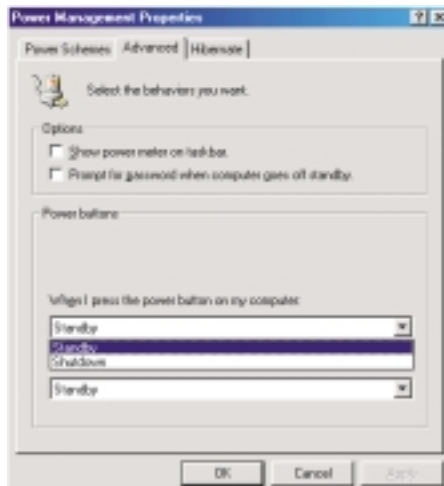 Power Management Properties
Power Schemes Advanced Hibernate
Select the behaviors you want.
Options
Show power meter on taskbar.
Prompt for password when computer goes off standby.
Power buttons
When I press the power button on my computer:
Standby
Standby
Shutdown
Standby
OK Cancel Apply